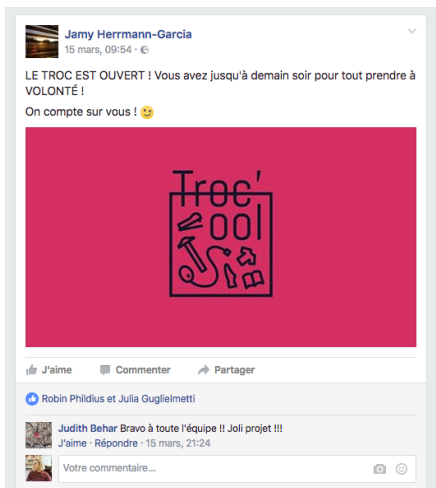 Jamy Herrmann-Garcia
15 mars, 09:54 ·
LE TROC EST OUVERT ! Vous avez jusqu'à demain soir pour tout prendre à
VOLONTÉ !
On compte sur vous !
Troc'
ool
J'aime Commenter Partager
Robin Phildius et Julia Guglielmetti
Judith Behar Bravo à toute l'équipe !! Joli projet !!!
J'aime · Répondre · 15 mars, 21:24
Votre commentaire...